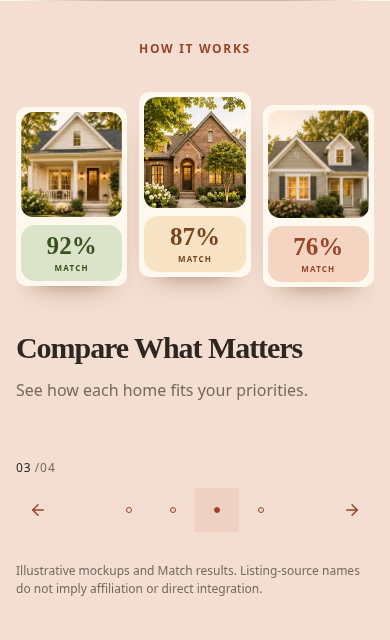 HOW IT WORKS
92%
MATCH
87%
MATCH
76%
MATCH
Compare What Matters
See how each home fits your priorities.
03 /04
Illustrative mockups and Match results. Listing-source names
do not imply affiliation or direct integration.